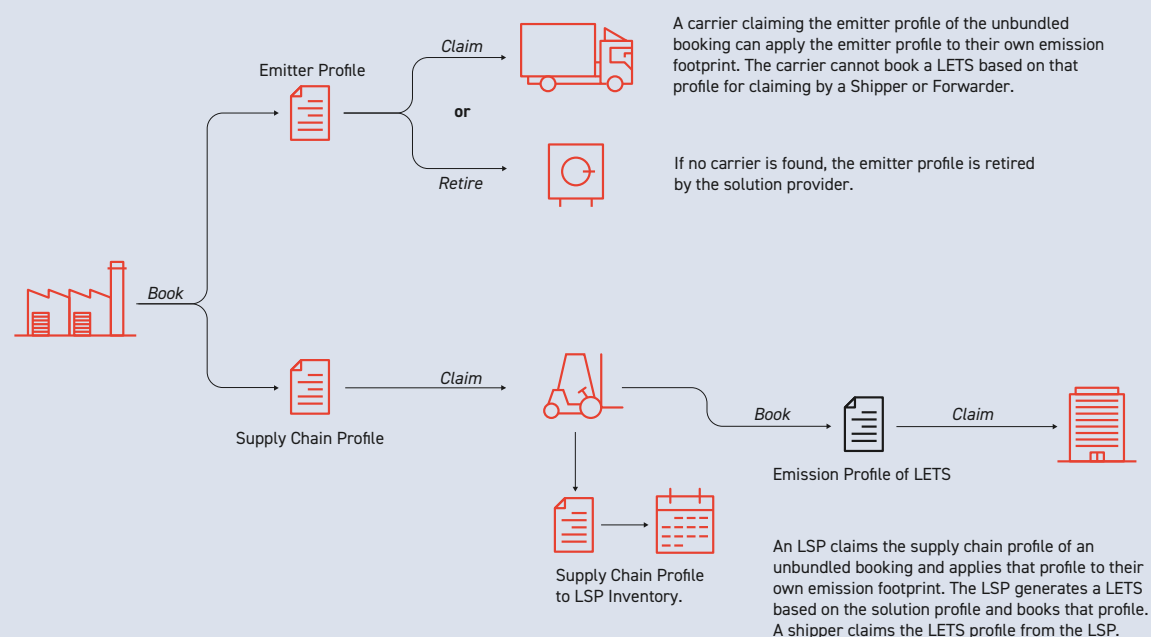 A carrier claiming the emitter profile of the unbundled
booking can apply the emitter profile to their own emission
footprint. The carrier cannot book a LETS based on that
profile for claiming by a Shipper or Forwarder.
Claim
Emitter Profile
or
If no carrier is found, the emitter profile is retired
by the solution provider.
Retire
Book
Claim
Supply Chain Profile
Book
Claim
Emission Profile of LETS
Supply Chain Profile
to LSP Inventory.
An LSP claims the supply chain profile of an
unbundled booking and applies that profile to their
own emission footprint. The LSP generates a LETS
based on the solution profile and books that profile.
A shipper claims the LETS profile from the LSP.